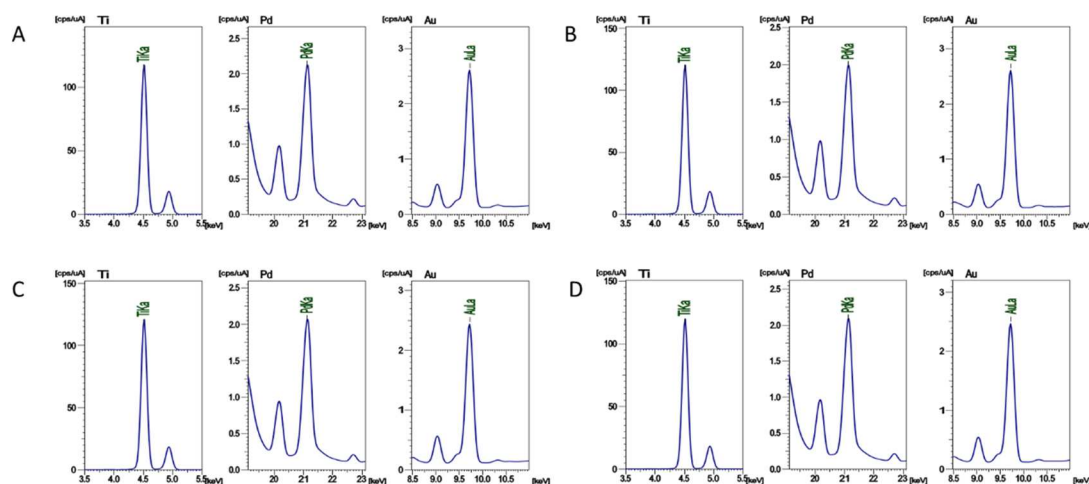 A
[cps/uA] Ti
TiKa
100
50
0
3.5 4.0 4.5 5.0 5.5 [keV]
[cps/uA] Pd
PdKa
2.5
2.0
1.5
1.0
0.5
0.0
20 21 22 23 [keV]
[cps/uA] Au
AuLa
3
2
1
0
8.5 9.0 9.5 10.0 10.5 [keV]
B
[cps/uA] Ti
TiKa
150
100
50
0
3.5 4.0 4.5 5.0 5.5 [keV]
[cps/uA] Pd
PdKa
2.5
2.0
1.5
1.0
0.5
0.0
20 21 22 23 [keV]
[cps/uA] Au
AuLa
3
2
1
0
8.5 9.0 9.5 10.0 10.5 [keV]
C
[cps/uA] Ti
TiKa
150
100
50
0
3.5 4.0 4.5 5.0 5.5 [keV]
[cps/uA] Pd
PdKa
2.5
2.0
1.5
1.0
0.5
0.0
20 21 22 23 [keV]
[cps/uA] Au
AuLa
3
2
1
0
8.5 9.0 9.5 10.0 10.5 [keV]
D
[cps/uA] Ti
TiKa
150
100
50
0
3.5 4.0 4.5 5.0 5.5 [keV]
[cps/uA] Pd
PdKa
2.5
2.0
1.5
1.0
0.5
0.0
20 21 22 23 [keV]
[cps/uA] Au
AuLa
3
2
1
0
8.5 9.0 9.5 10.0 10.5 [keV]